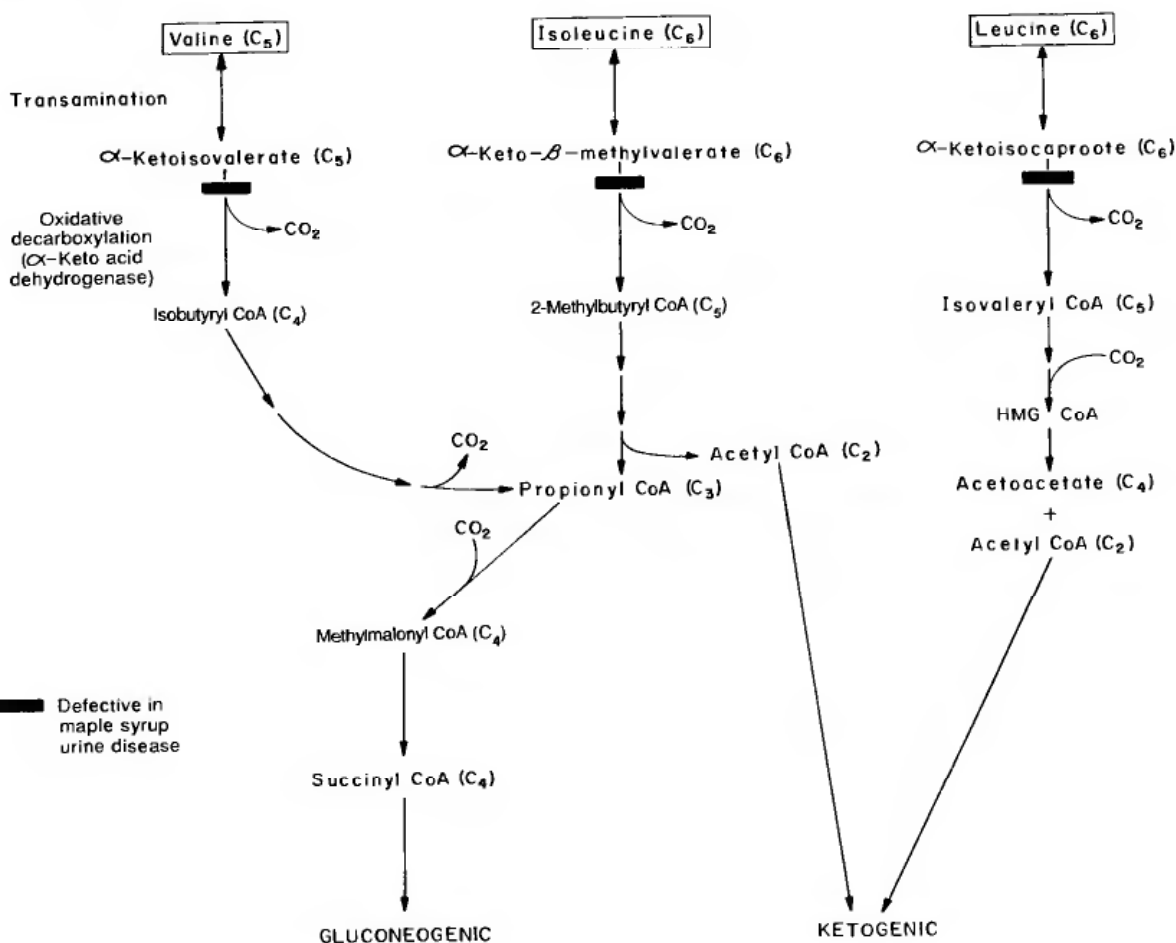 Valine (C₅)
Isoleucine (C₆)
Leucine (C₆)
Transamination
α-Ketoisovalerate (C₅)
α-Keto-β-methylvalerate (C₆)
α-Ketoisocaproote (C₆)
Oxidative
decarboxylation
(α-Keto acid
dehydrogenase)
CO₂
CO₂
CO₂
Isobutyryl CoA (C₄)
2-Methylbutyryl CoA (C₅)
Isovaleryl CoA (C₅)
CO₂
HMG CoA
CO₂
Acetyl CoA (C₂)
Propionyl CoA (C₃)
Acetoacetate (C₄)
+
Acetyl CoA (C₂)
CO₂
Methylmalonyl CoA (C₄)
Defective in
maple syrup
urine disease
Succinyl CoA (C₄)
GLUCONEOGENIC
KETOGENIC